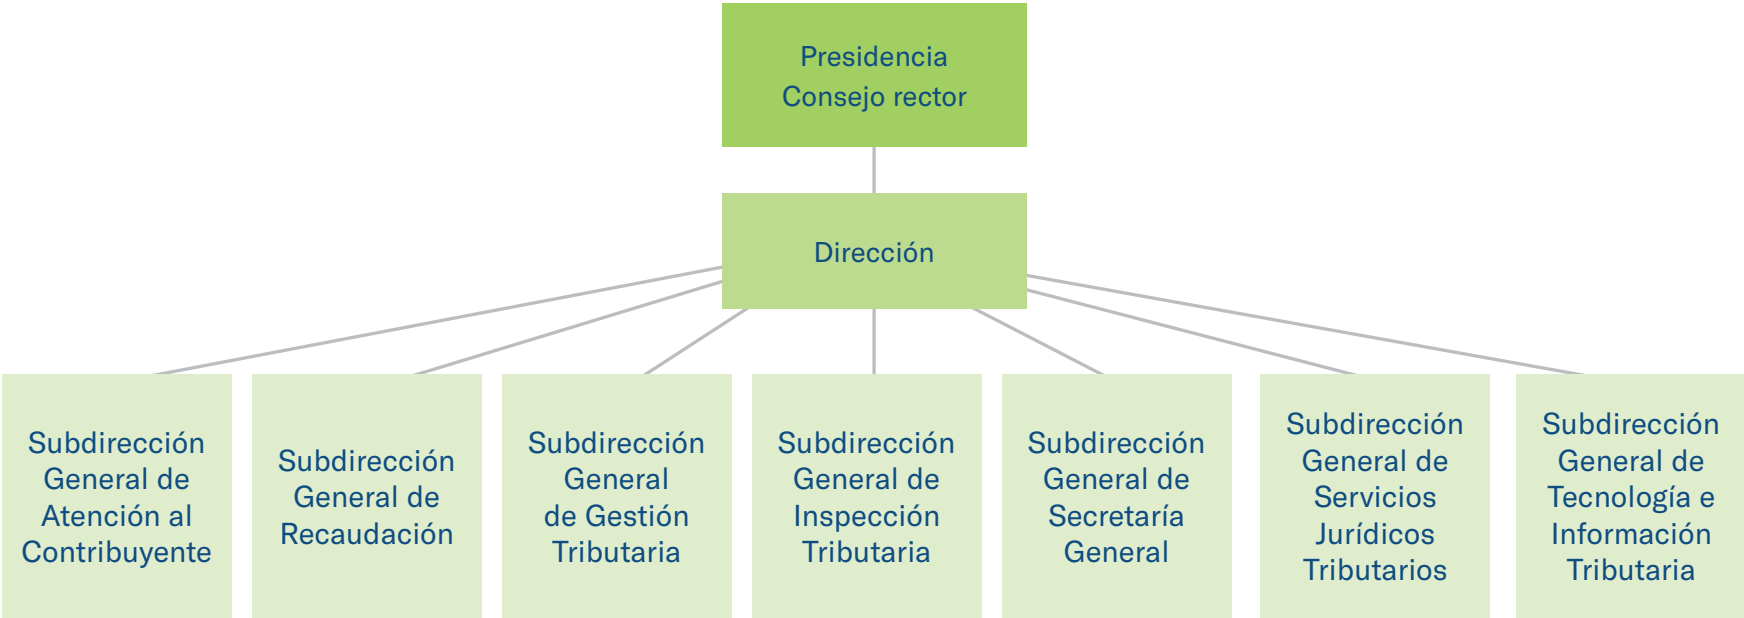 Presidencia
Consejo rector
Dirección
Subdirección
General de
Atención al
Contribuyente
Subdirección
General de
Recaudación
Subdirección
General
de Gestión
Tributaria
Subdirección
General de
Inspección
Tributaria
Subdirección
General de
Secretaría
General
Subdirección
General de
Servicios
Jurídicos
Tributarios
Subdirección
General de
Tecnología e
Información
Tributaria